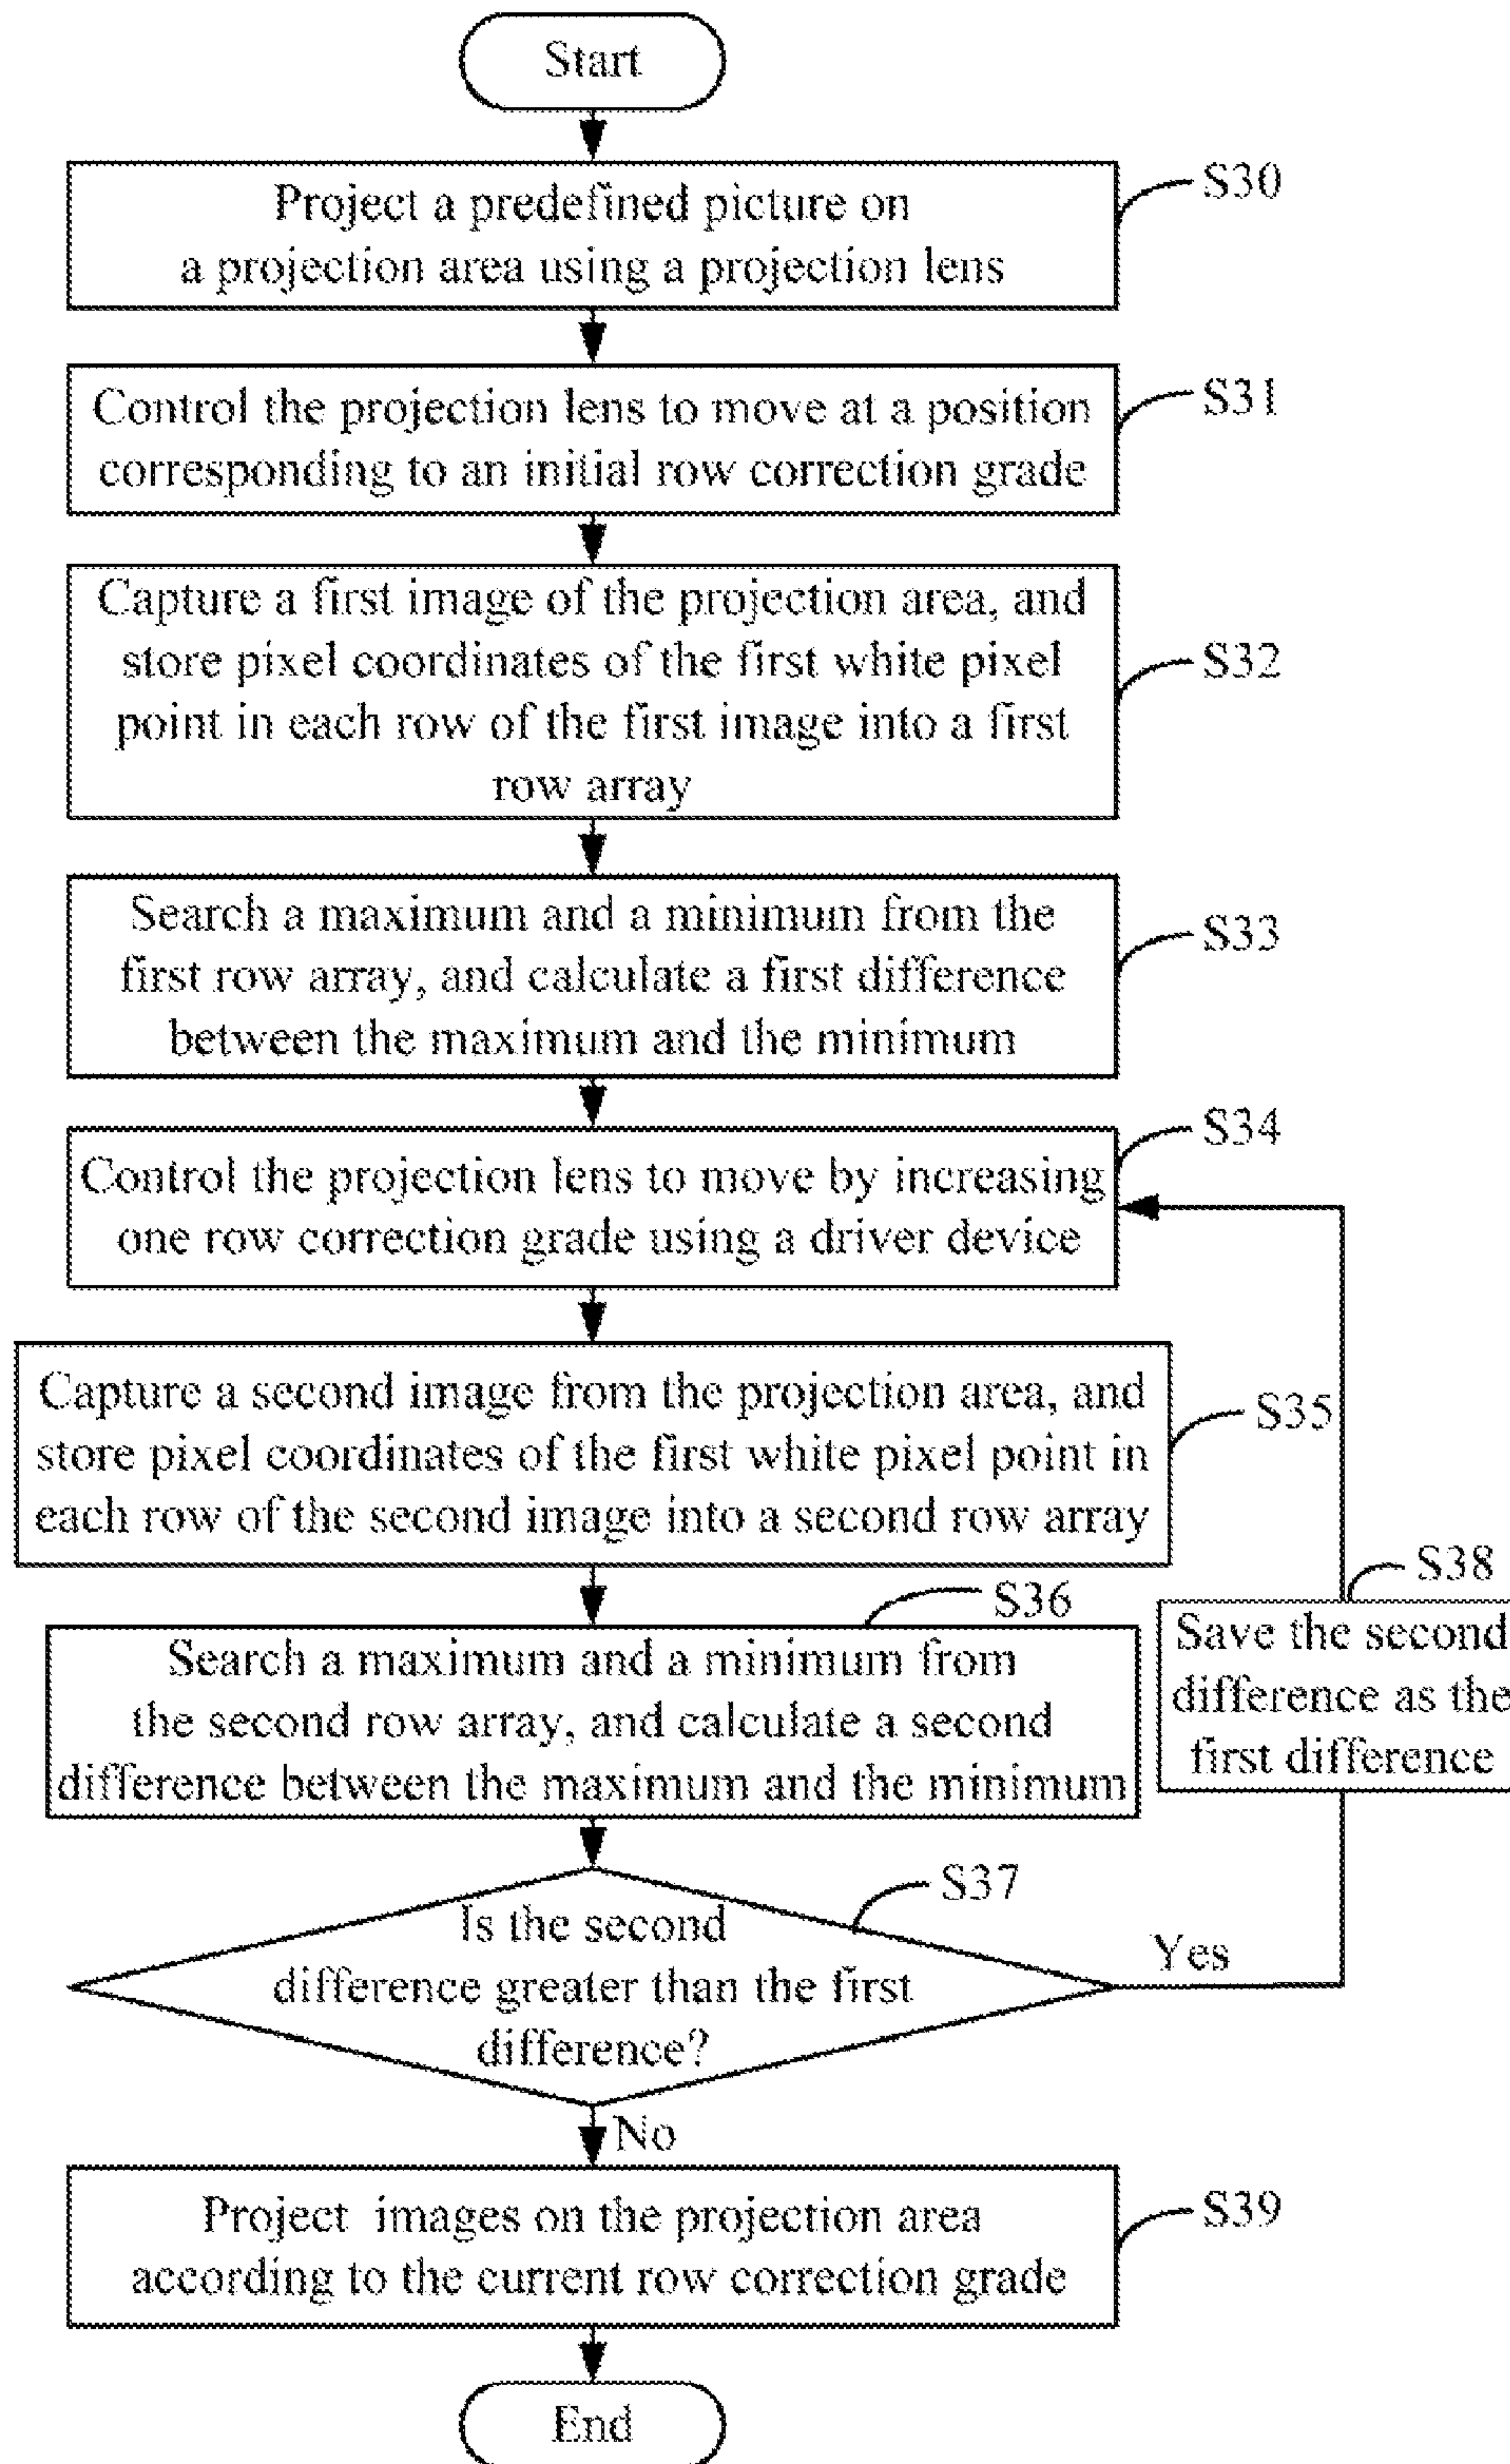 Start
Project a predefined picture on
a projection area using a projection lens
S30
Control the projection lens to move at a position
corresponding to an initial row correction grade
S31
Capture a first image of the projection area, and
store pixel coordinates of the first white pixel
point in each row of the first image into a first
row array
S32
Search a maximum and a minimum from the
first row array, and calculate a first difference
between the maximum and the minimum
S33
Control the projection lens to move by increasing
one row correction grade using a driver device
S34
Capture a second image from the projection area, and
store pixel coordinates of the first white pixel point in
each row of the second image into a second row array
S35
Search a maximum and a minimum from
the second row array, and calculate a second
difference between the maximum and the minimum
S36
Is the second
difference greater than the first
difference?
S37
Yes
Save the second
difference as the
first difference
S38
No
Project images on the projection area
according to the current row correction grade
S39
End